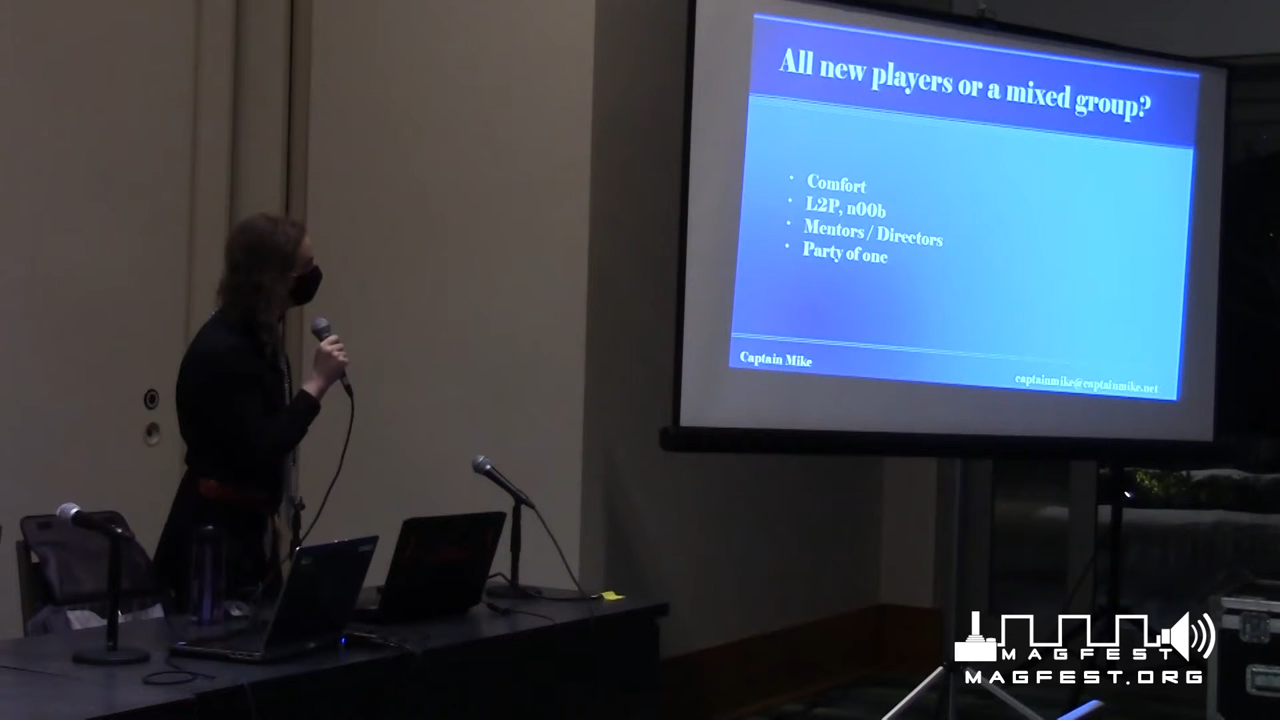 All new players or a mixed group?
· Comfort
· L2P, n00b
· Mentors / Directors
· Party of one
Captain Mike
captainmike@captainmike.net
MAGFEST
MAGFEST.ORG